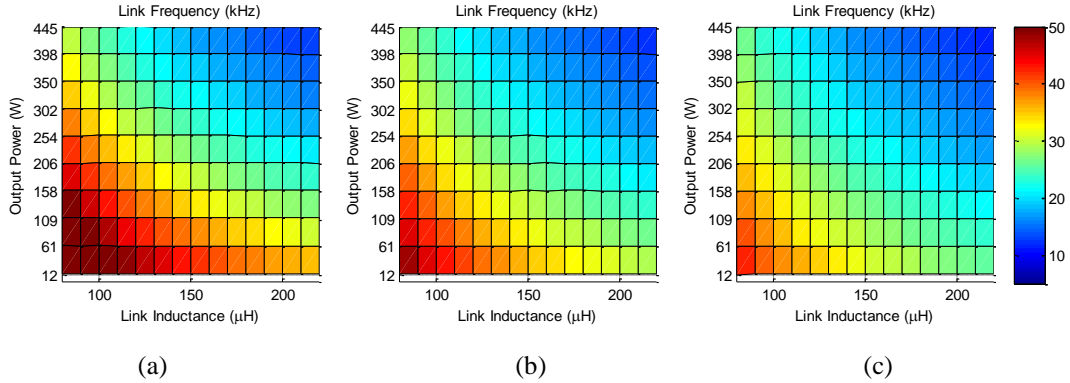 Link Frequency (kHz)
445
398
350
302
254
206
158
109
61
12
Output Power (W)
100 150 200
Link Inductance (μH)
(a)
Link Frequency (kHz)
445
398
350
302
254
206
158
109
61
12
Output Power (W)
100 150 200
Link Inductance (μH)
(b)
Link Frequency (kHz)
445
398
350
302
254
206
158
109
61
12
Output Power (W)
100 150 200
Link Inductance (μH)
(c)
50
40
30
20
10